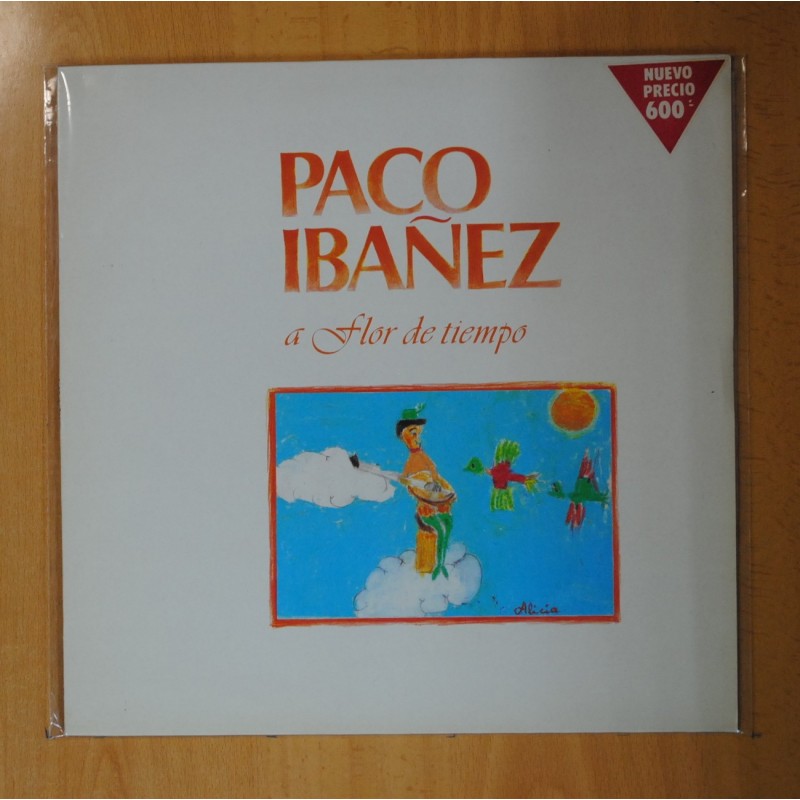 NUEVO
PRECIO
600'-
PACO
IBAÑEZ
a Flor de tiempo
Alicia